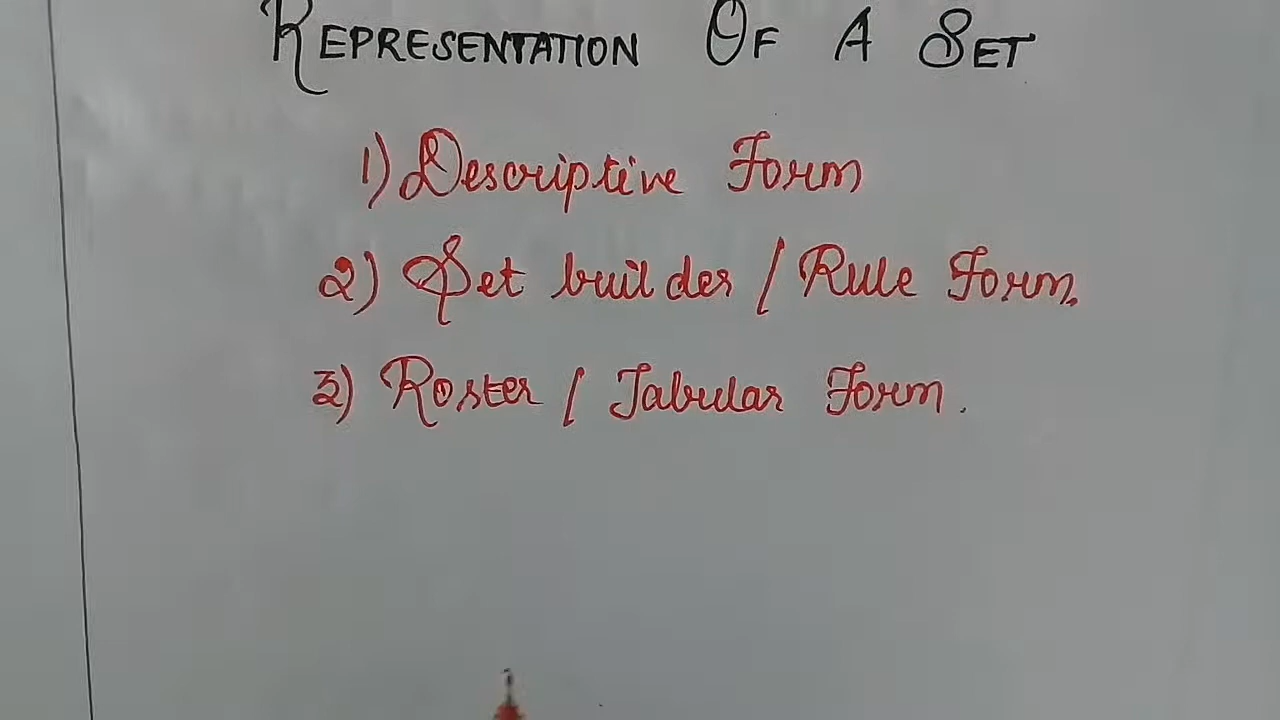 REPRESENTATION OF A SET
1) Descriptive Form
2) Set builder / Rule Form.
3) Roster / Tabular Form.